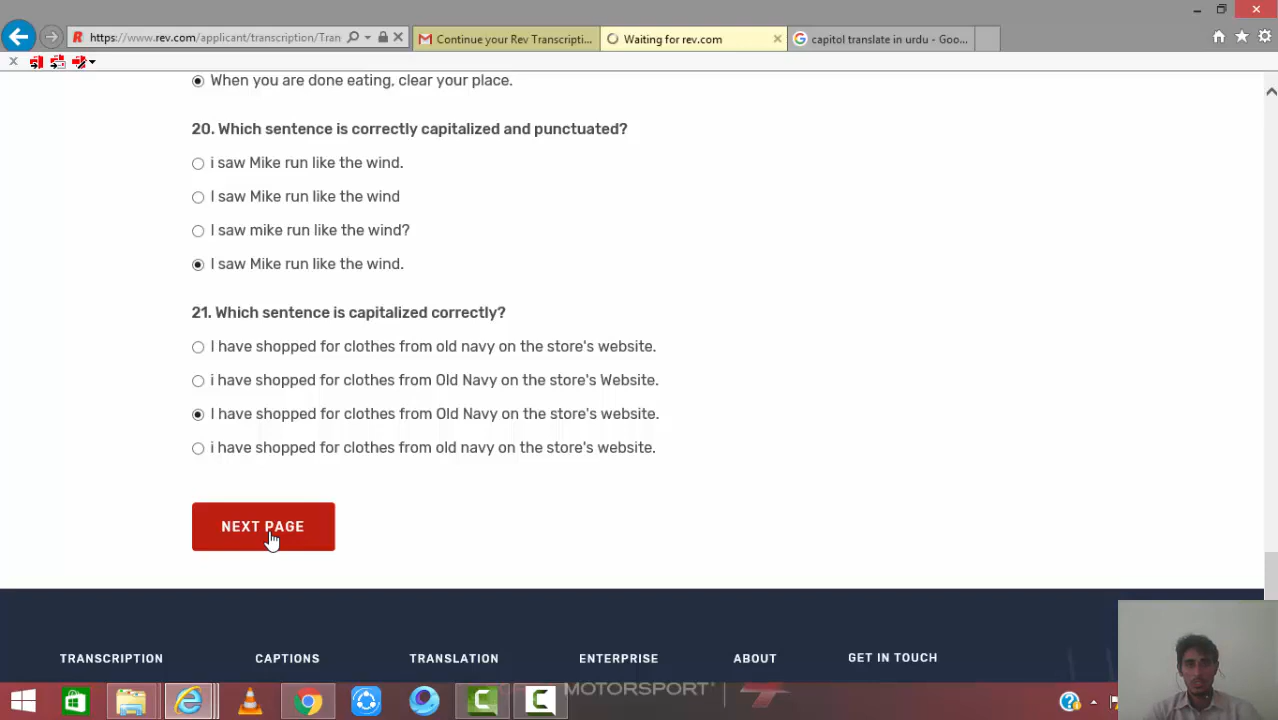 https://www.rev.com/applicant/transcription/Tran
Continue your Rev Transcripti...
Waiting for rev.com
capitol translate in urdu - Goo...
When you are done eating, clear your place.
20. Which sentence is correctly capitalized and punctuated?
i saw Mike run like the wind.
I saw Mike run like the wind
I saw mike run like the wind?
I saw Mike run like the wind.
21. Which sentence is capitalized correctly?
I have shopped for clothes from old navy on the store's website.
i have shopped for clothes from Old Navy on the store's Website.
I have shopped for clothes from Old Navy on the store's website.
i have shopped for clothes from old navy on the store's website.
NEXT PAGE
TRANSCRIPTION
CAPTIONS
TRANSLATION
ENTERPRISE
ABOUT
GET IN TOUCH
MOTORSPORT